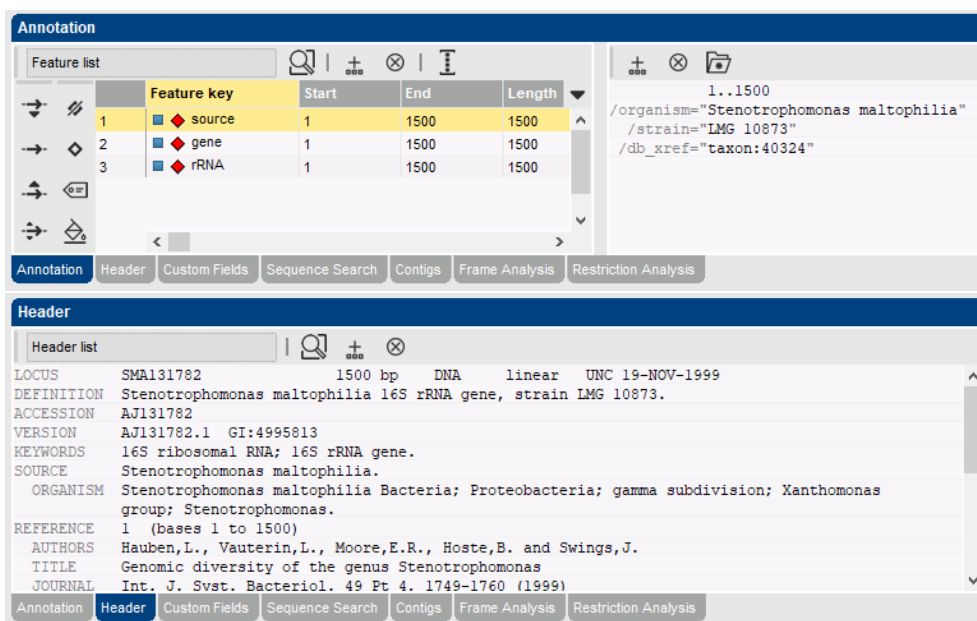 Annotation
Feature list
Feature key Start End Length
1 source 1 1500 1500
2 gene 1 1500 1500
3 rRNA 1 1500 1500
1..1500
/organism="Stenotrophomonas maltophilia"
/strain="LMG 10873"
/db_xref="taxon:40324"
Annotation Header Custom Fields Sequence Search Contigs Frame Analysis Restriction Analysis
Header
Header list
LOCUS SMA131782 1500 bp DNA linear UNC 19-NOV-1999
DEFINITION Stenotrophomonas maltophilia 16S rRNA gene, strain LMG 10873.
ACCESSION AJ131782
VERSION AJ131782.1 GI:4995813
KEYWORDS 16S ribosomal RNA; 16S rRNA gene.
SOURCE Stenotrophomonas maltophilia.
ORGANISM Stenotrophomonas maltophilia Bacteria; Proteobacteria; gamma subdivision; Xanthomonas
group; Stenotrophomonas.
REFERENCE 1 (bases 1 to 1500)
AUTHORS Hauben,L., Vauterin,L., Moore,E.R., Hoste,B. and Swings,J.
TITLE Genomic diversity of the genus Stenotrophomonas
JOURNAL Int. J. Syst. Bacteriol. 49 Pt 4, 1749-1760 (1999)
Annotation Header Custom Fields Sequence Search Contigs Frame Analysis Restriction Analysis